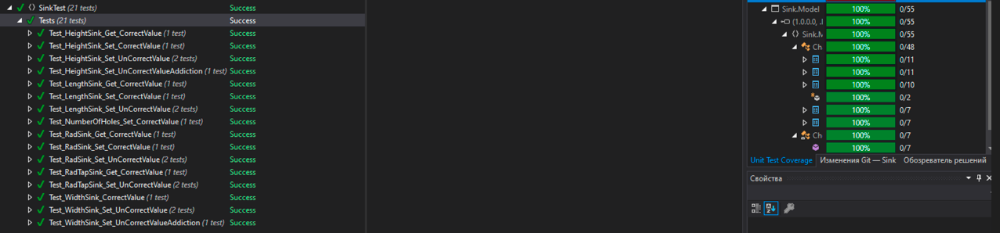 SinkTest (21 tests) Success
Tests (21 tests) Success
Test_HeightSink_Get_CorrectValue (1 test) Success
Test_HeightSink_Set_CorrectValue (1 test) Success
Test_HeightSink_Set_UnCorrectValue (2 tests) Success
Test_HeightSink_Set_UnCorrectValueAddiction (1 test) Success
Test_LengthSink_Get_CorrectValue (1 test) Success
Test_LengthSink_Set_CorrectValue (1 test) Success
Test_LengthSink_Set_UnCorrectValue (2 tests) Success
Test_NumberOfHoles_Set_CorrectValue (1 test) Success
Test_RadSink_Get_CorrectValue (1 test) Success
Test_RadSink_Set_CorrectValue (1 test) Success
Test_RadSink_Set_UnCorrectValue (2 tests) Success
Test_RadTapSink_Get_CorrectValue (1 test) Success
Test_RadTapSink_Set_UnCorrectValue (2 tests) Success
Test_WidthSink_CorrectValue (1 test) Success
Test_WidthSink_Set_UnCorrectValue (2 tests) Success
Test_WidthSink_Set_UnCorrectValueAddiction (1 test) Success
Sink.Model 100% 0/55
(1.0.0.0, .I 100% 0/55
Sink.M 100% 0/55
Ch 100% 0/48
100% 0/11
100% 0/11
100% 0/10
100% 0/2
100% 0/7
100% 0/7
Ch 100% 0/7
100% 0/7
Unit Test Coverage Изменения Git — Sink Обозреватель решений
Свойства